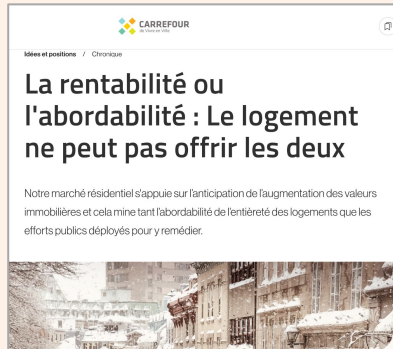 CARREFOUR
de Vivre en Ville
Idées et positions / Chronique
La rentabilité ou
l'abordabilité : Le logement
ne peut pas offrir les deux
Notre marché résidentiel s'appuie sur l'anticipation de l'augmentation des valeurs
immobilières et cela mine tant l'abordabilité de l'entièreté des logements que les
efforts publics déployés pour y remédier.